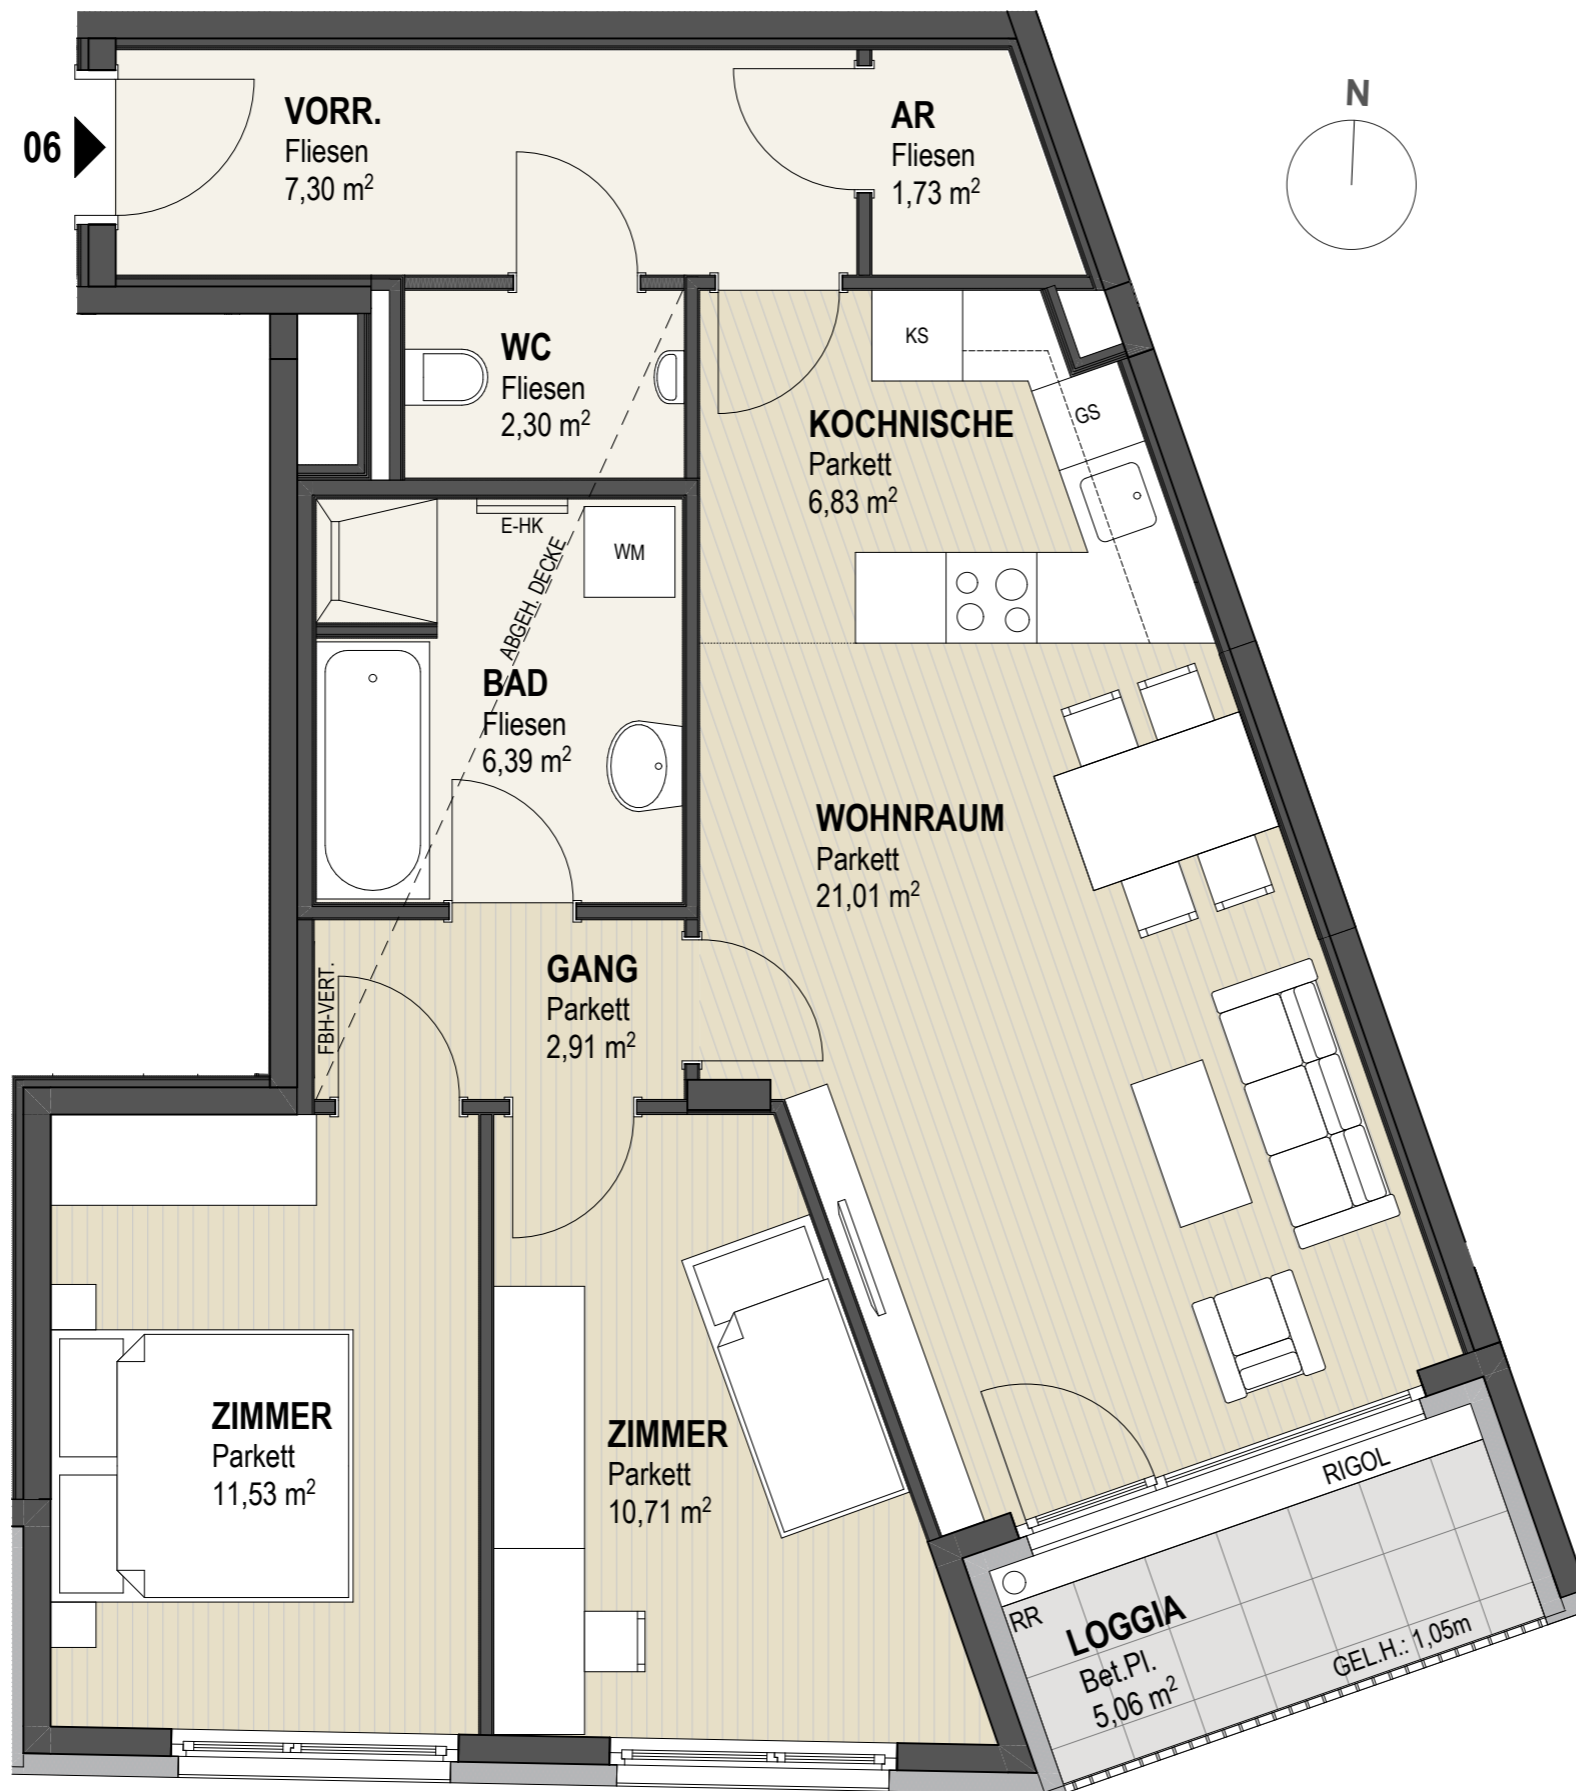 N
06
VORR.
Fliesen
7,30 m²
AR
Fliesen
1,73 m²
WC
Fliesen
2,30 m²
KS
GS
KOCHNISCHE
Parkett
6,83 m²
E-HK
WM
ABGEH. DECKE
BAD
Fliesen
6,39 m²
WOHNRAUM
Parkett
21,01 m²
GANG
Parkett
2,91 m²
FBH-VERT.
ZIMMER
Parkett
11,53 m²
ZIMMER
Parkett
10,71 m²
RIGOL
RR
LOGGIA
Bet.Pl.
5,06 m²
GEL.H.: 1,05m